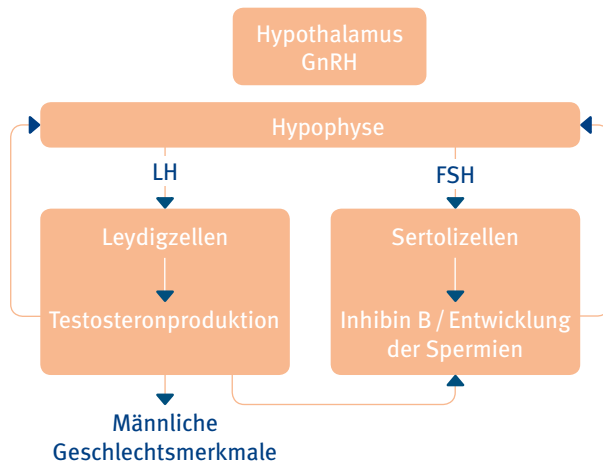 Hypothalamus
GnRH
Hypophyse
LH
FSH
Leydigzellen
Sertolizellen
Testosteronproduktion
Inhibin B / Entwicklung
der Spermien
Männliche
Geschlechtsmerkmale